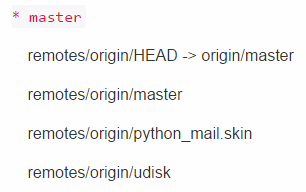 * master
remotes/origin/HEAD -> origin/master
remotes/origin/master
remotes/origin/python_mail.skin
remotes/origin/udisk